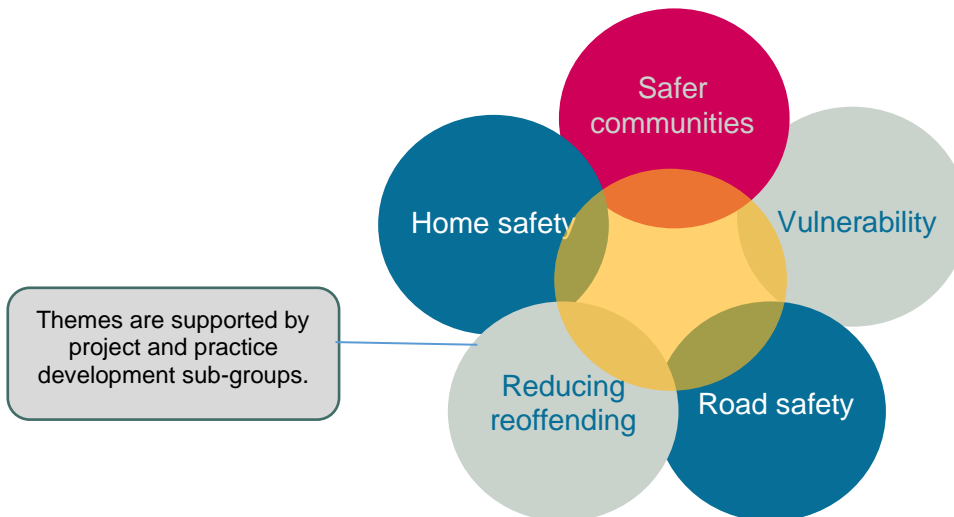 Safer
communities
Home safety
Vulnerability
Themes are supported by
project and practice
development sub-groups.
Reducing
reoffending
Road safety